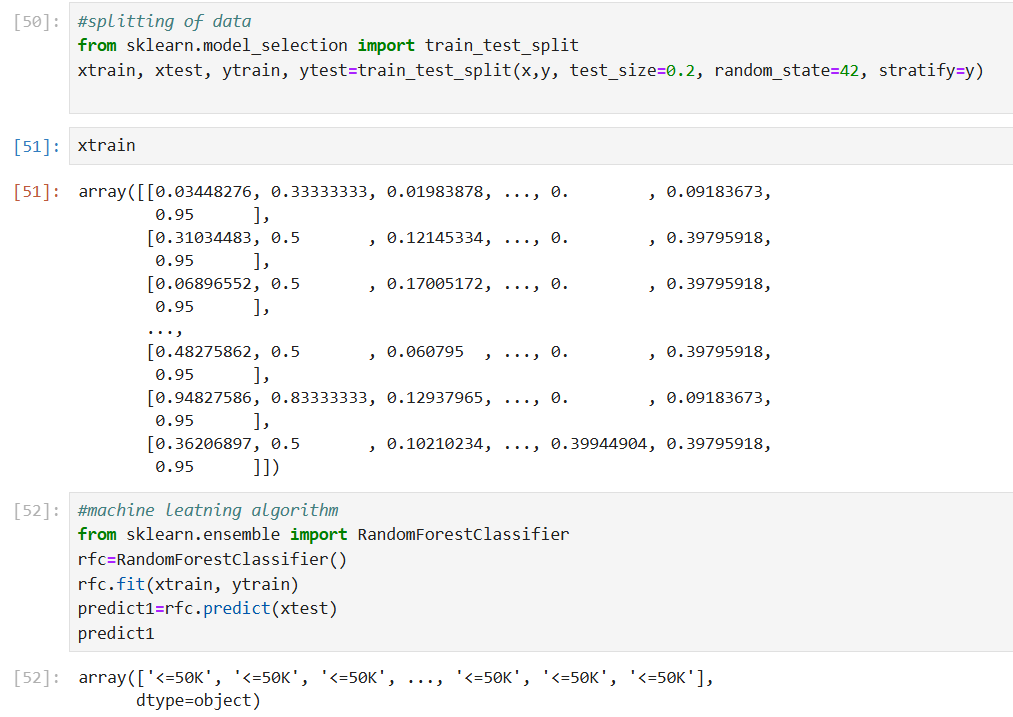 [50]: #splitting of data
from sklearn.model_selection import train_test_split
xtrain, xtest, ytrain, ytest=train_test_split(x,y, test_size=0.2, random_state=42, stratify=y)
[51]: xtrain
[51]: array([[0.03448276, 0.33333333, 0.01983878, ..., 0.        , 0.09183673,
        0.95      ],
       [0.31034483, 0.5       , 0.12145334, ..., 0.        , 0.39795918,
        0.95      ],
       [0.06896552, 0.5       , 0.17005172, ..., 0.        , 0.39795918,
        0.95      ],
       ...,
       [0.48275862, 0.5       , 0.060795  , ..., 0.        , 0.39795918,
        0.95      ],
       [0.94827586, 0.83333333, 0.12937965, ..., 0.        , 0.09183673,
        0.95      ],
       [0.36206897, 0.5       , 0.10210234, ..., 0.39944904, 0.39795918,
        0.95      ]])
[52]: #machine leatning algorithm
from sklearn.ensemble import RandomForestClassifier
rfc=RandomForestClassifier()
rfc.fit(xtrain, ytrain)
predict1=rfc.predict(xtest)
predict1
[52]: array(['<=50K', '<=50K', '<=50K', ..., '<=50K', '<=50K', '<=50K'],
      dtype=object)